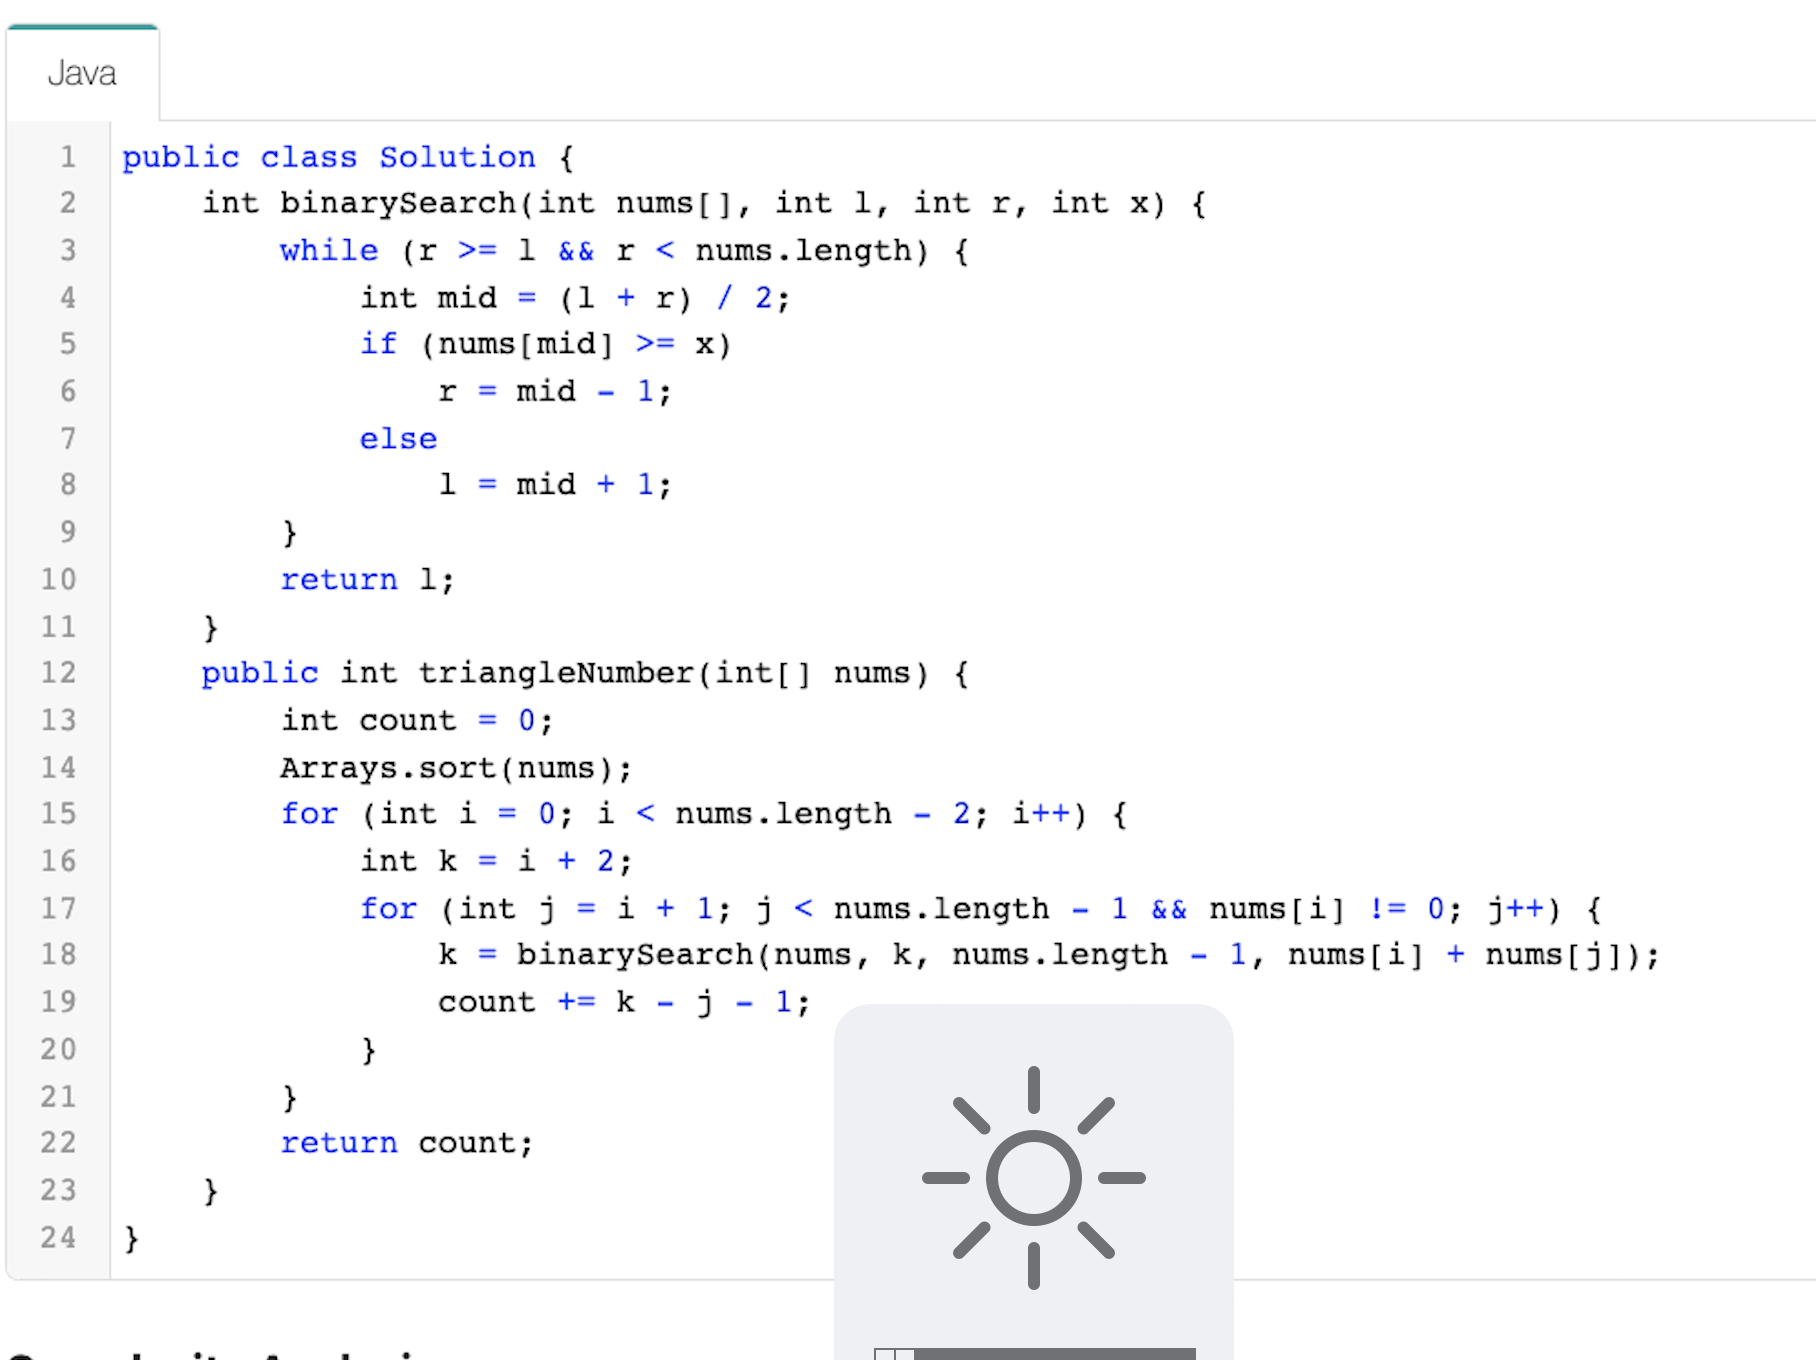 Java
1 public class Solution {
2     int binarySearch(int nums[], int l, int r, int x) {
3         while (r >= l && r < nums.length) {
4             int mid = (l + r) / 2;
5             if (nums[mid] >= x)
6                 r = mid - 1;
7             else
8                 l = mid + 1;
9         }
10         return l;
11     }
12     public int triangleNumber(int[] nums) {
13         int count = 0;
14         Arrays.sort(nums);
15         for (int i = 0; i < nums.length - 2; i++) {
16             int k = i + 2;
17             for (int j = i + 1; j < nums.length - 1 && nums[i] != 0; j++) {
18                 k = binarySearch(nums, k, nums.length - 1, nums[i] + nums[j]);
19                 count += k - j - 1;
20             }
21         }
22         return count;
23     }
24 }